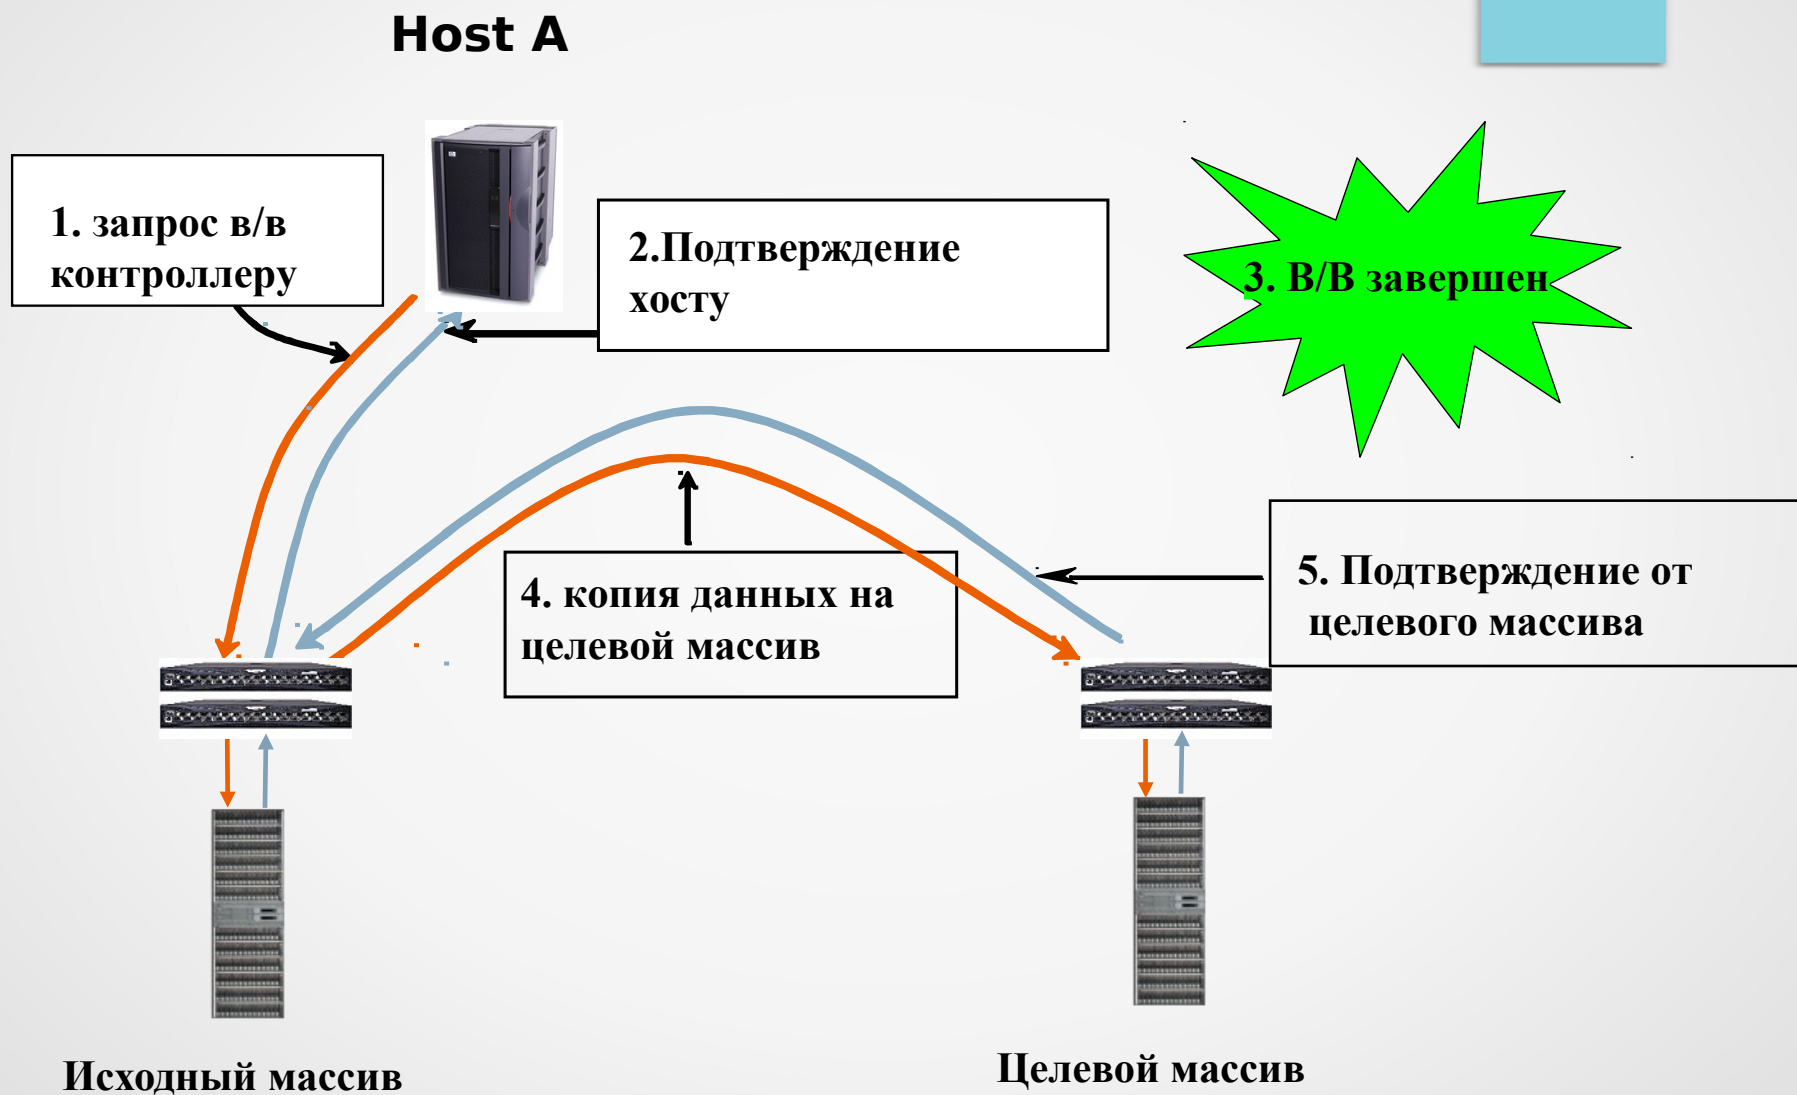 Host A
1. запрос в/в
контроллеру
2.Подтверждение
хосту
3. В/В завершен
4. копия данных на
целевой массив
5. Подтверждение от
целевого массива
Исходный массив
Целевой массив